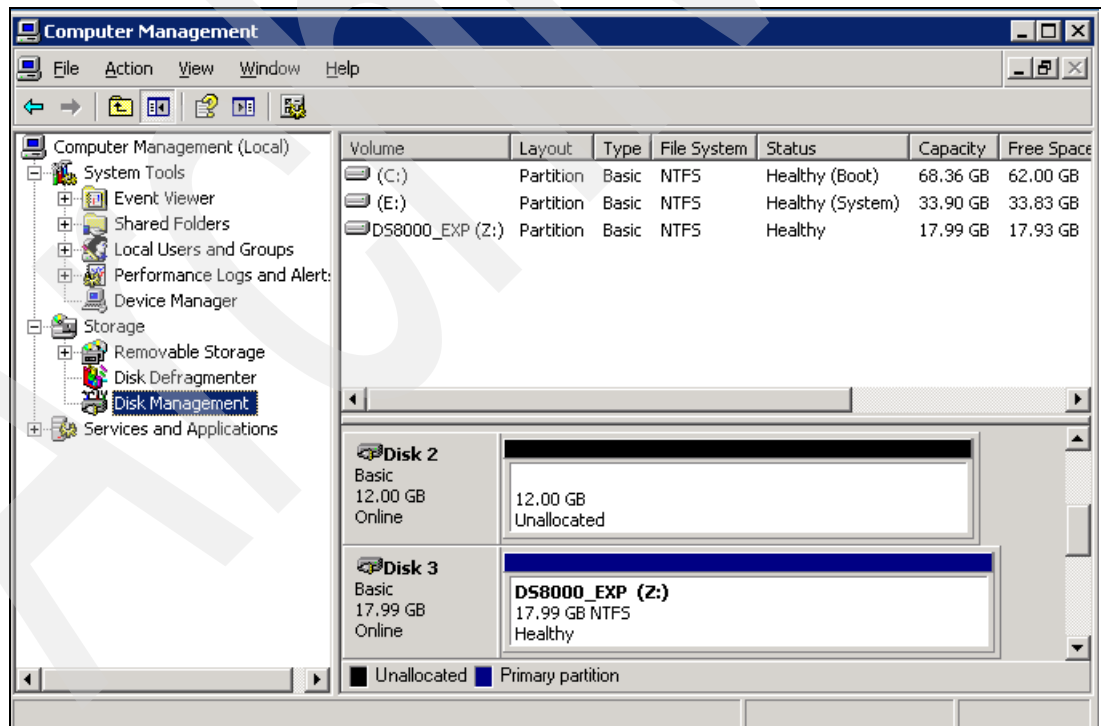 Computer Management
File Action View Window Help
Computer Management (Local)
System Tools
Event Viewer
Shared Folders
Local Users and Groups
Performance Logs and Alert
Device Manager
Storage
Removable Storage
Disk Defragmenter
Disk Management
Services and Applications
Volume Layout Type File System Status Capacity Free Space
(C:) Partition Basic NTFS Healthy (Boot) 68.36 GB 62.00 GB
(E:) Partition Basic NTFS Healthy (System) 33.90 GB 33.83 GB
DS8000_EXP (Z:) Partition Basic NTFS Healthy 17.99 GB 17.93 GB
Disk 2
Basic
12.00 GB
Online
12.00 GB
Unallocated
Disk 3
Basic
17.99 GB
Online
DS8000_EXP (Z:)
17.99 GB NTFS
Healthy
Unallocated Primary partition